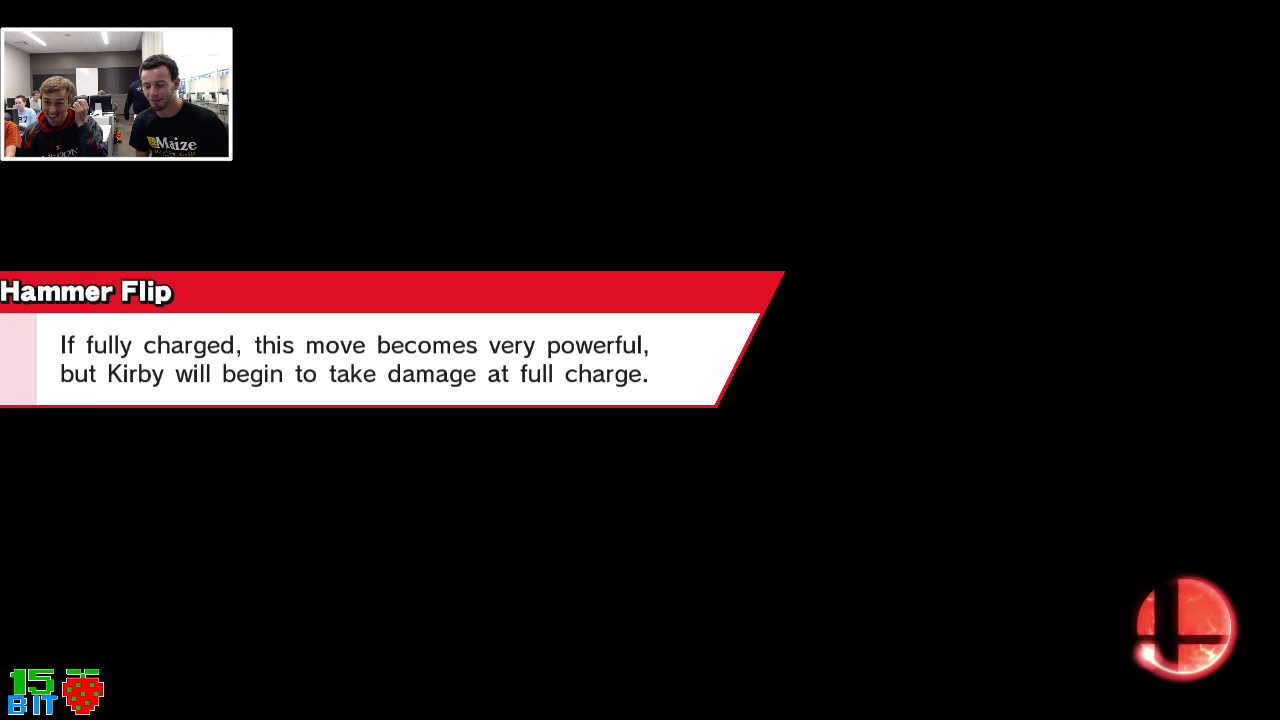 Maize
Hammer Flip
If fully charged, this move becomes very powerful,
but Kirby will begin to take damage at full charge.
15
BIT